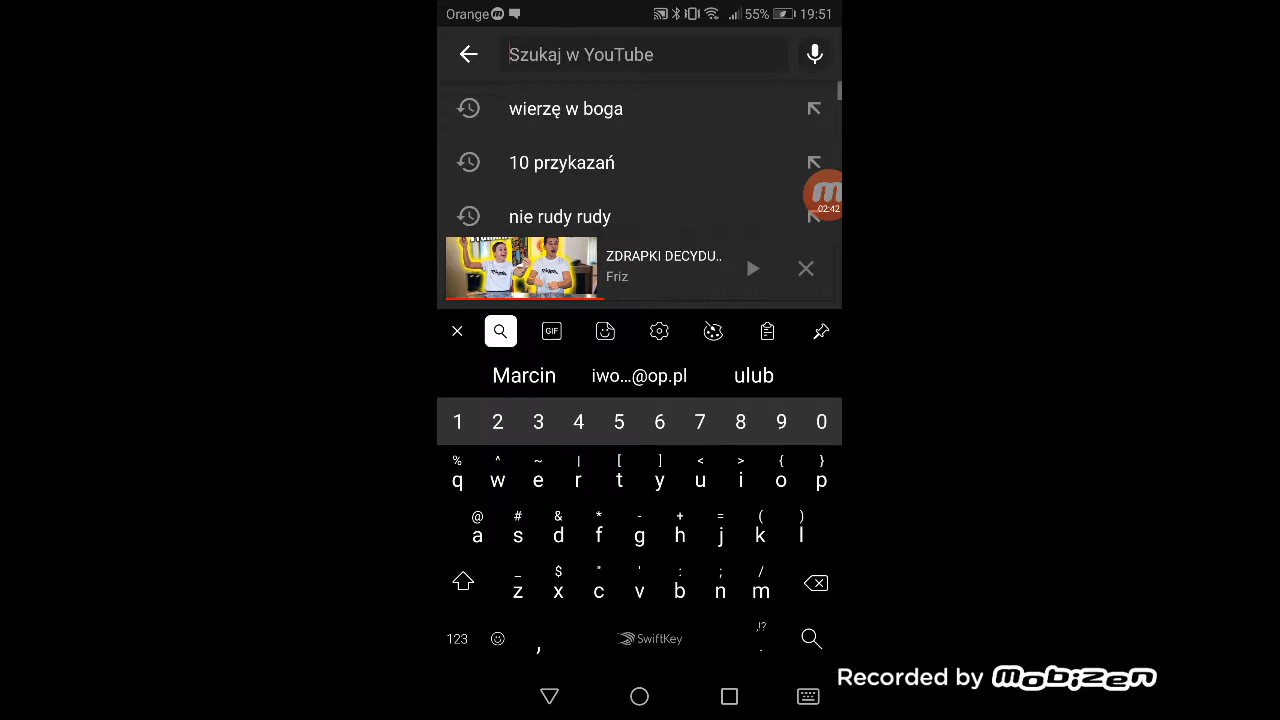 Orange 55% 19:51
Szukaj w YouTube
wierzę w boga
10 przykazań
02:42
nie rudy rudy
ZDRAPKI DECYDU..
Friz
GIF
Marcin iwo...@op.pl ulub
1 2 3 4 5 6 7 8 9 0
% ^ ~ | [ ] < > { }
q w e r t y u i o p
@ # & * - + = ( )
a s d f g h j k l
_ $ " ' : ; /
z x c v b n m
,!?
123 , SwiftKey .
Recorded by mobizen